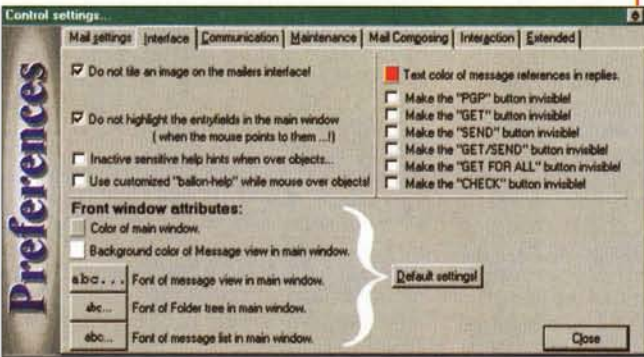 Control settings...
Mail settings Interface Communication Maintenance Mail Composing Interaction Extended
Preferences
Do not tile an image on the mailers interface!
Do not highlight the entryfields in the main window
( when the mouse points to them ...!)
Inactive sensitive help hints when over objects...
Use customized "ballon-help" while mouse over objects!
Text color of message references in replies.
Make the "PGP" button invisible!
Make the "GET" button invisible!
Make the "SEND" button invisible!
Make the "GET/SEND" button invisible!
Make the "GET FOR ALL" button invisible!
Make the "CHECK" button invisible!
Front window attributes:
Color of main window.
Background color of Message view in main window.
abc... Font of message view in main window.
abc... Font of Folder tree in main window.
abc... Font of message list in main window.
Default settings!
Close